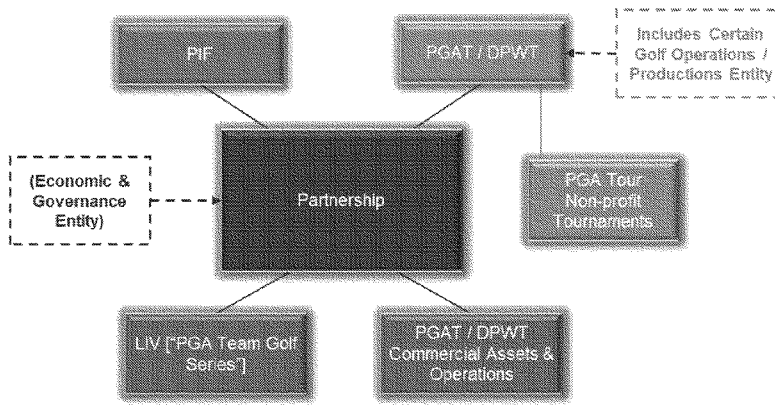 PIF
PGAT / DPWT
Includes Certain
Golf Operations /
Productions Entity
(Economic &
Governance
Entity)
Partnership
PGA Tour
Non-profit
Tournaments
LIV ["PGA Team Golf
Series"]
PGAT / DPWT
Commercial Assets &
Operations